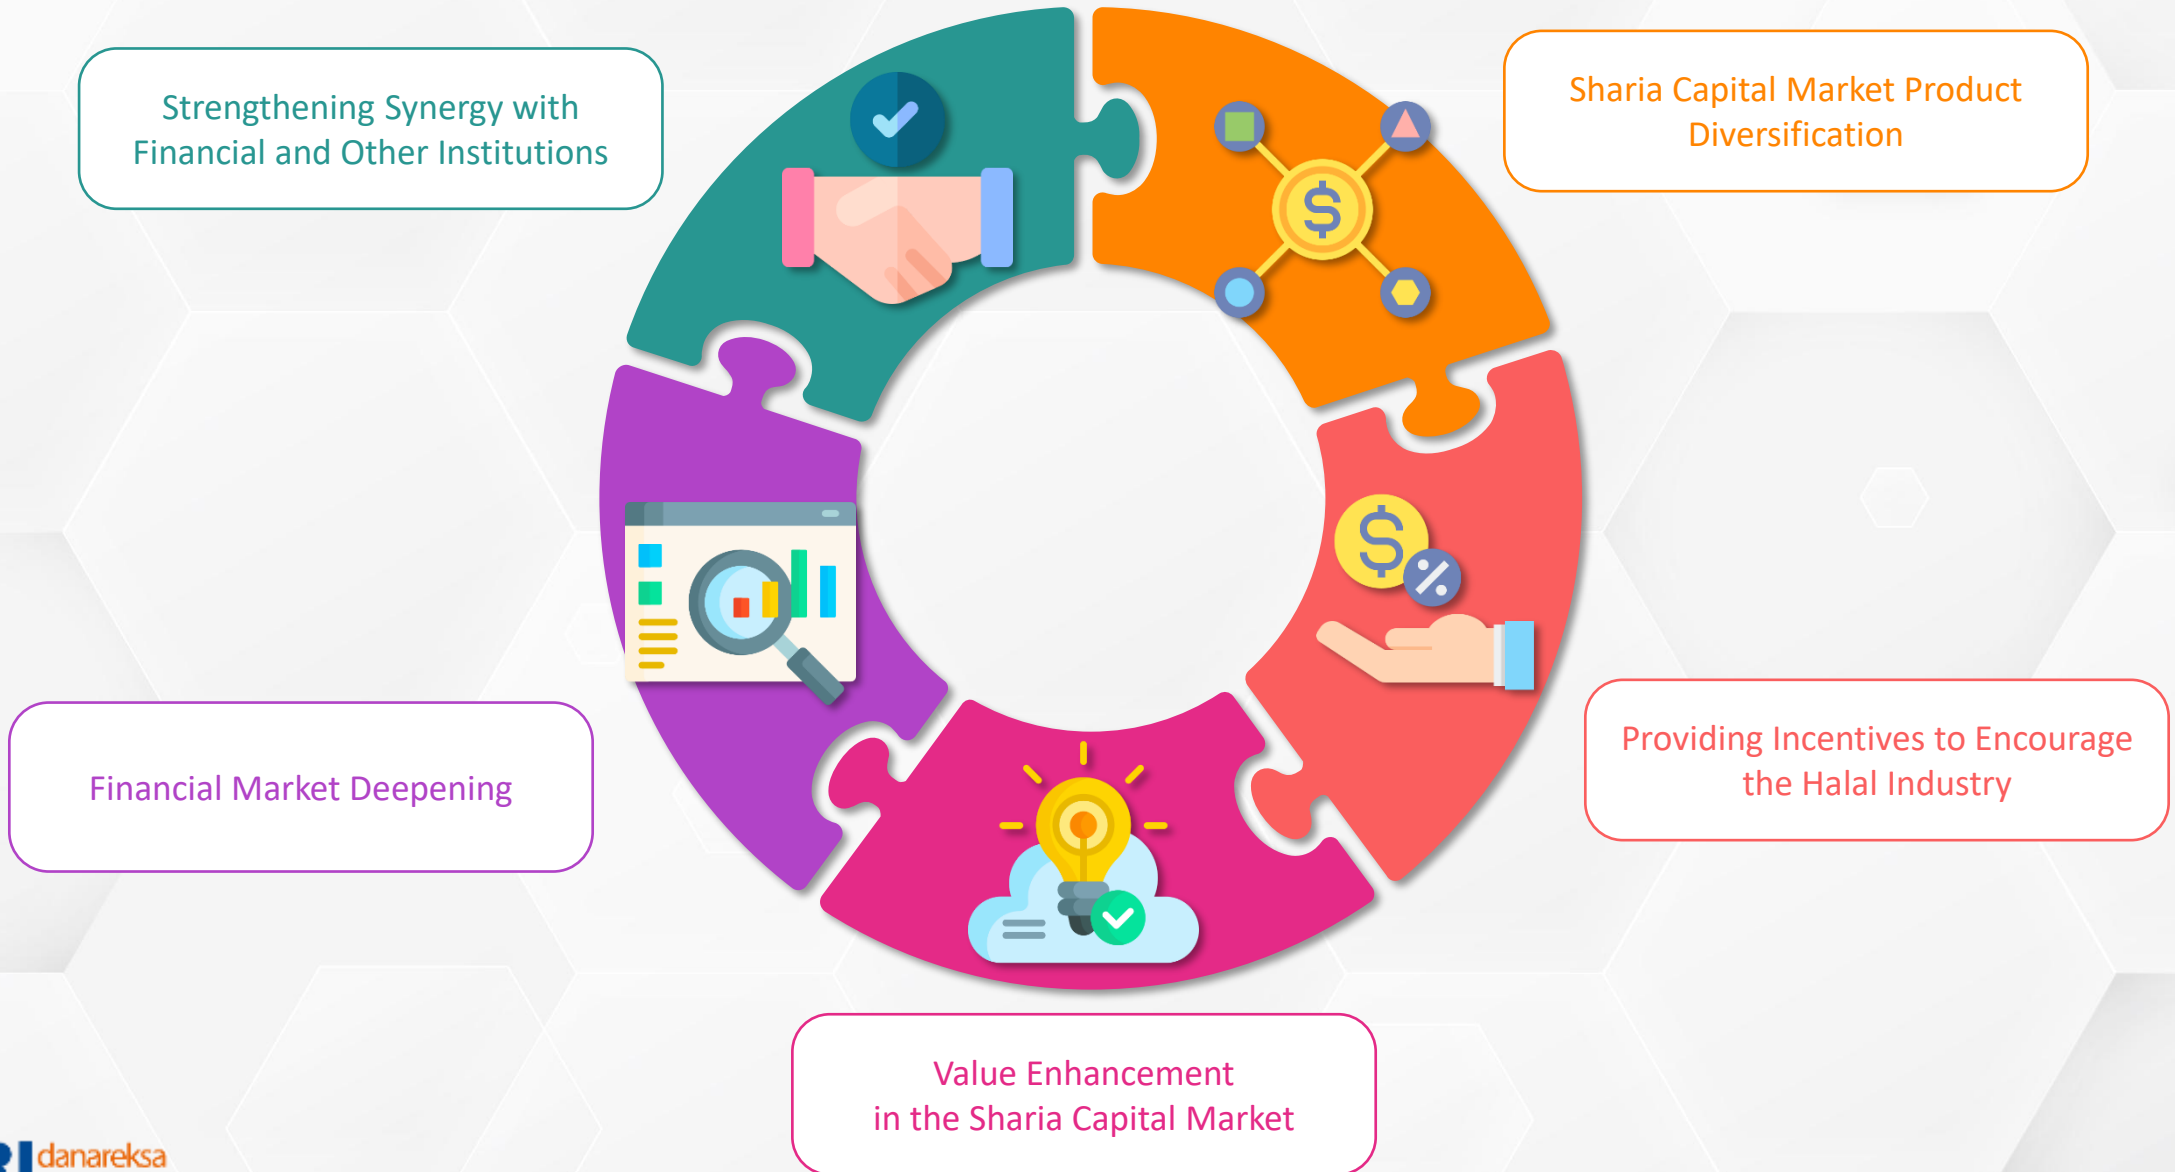 Strengthening Synergy with
Financial and Other Institutions
Sharia Capital Market Product
Diversification
Financial Market Deepening
Providing Incentives to Encourage
the Halal Industry
Value Enhancement
in the Sharia Capital Market
danareksa